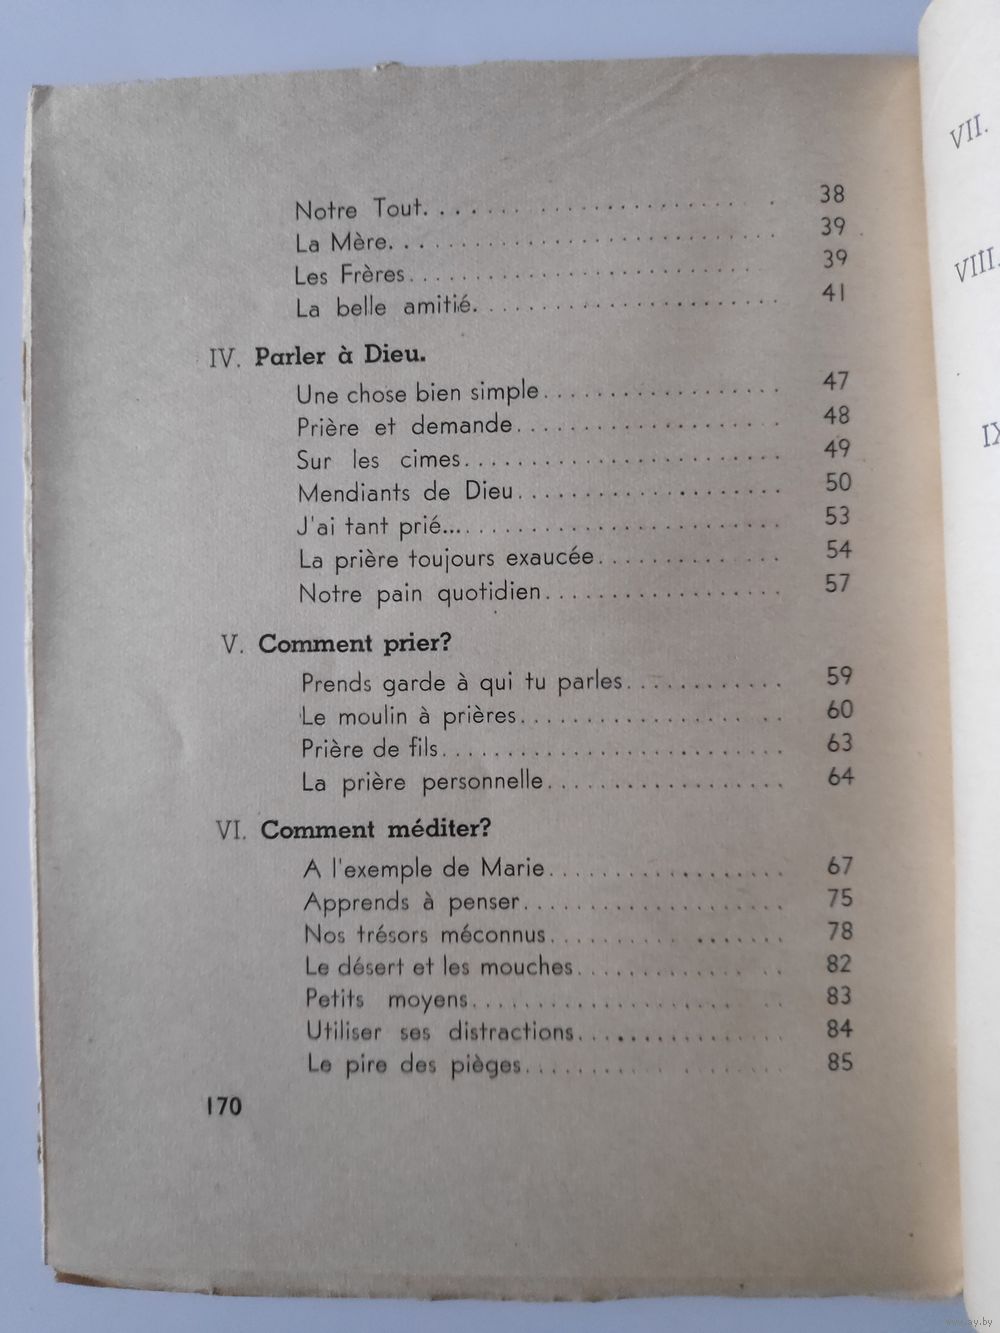 Notre Tout. . . . . . . . . . . . . . . . . . . . 38
La Mère. . . . . . . . . . . . . . . . . . . . . . 39
Les Frères. . . . . . . . . . . . . . . . . . . . 39
La belle amitié. . . . . . . . . . . . . . . . . . 41
IV. Parler à Dieu.
Une chose bien simple. . . . . . . . . . . . . . . 47
Prière et demande. . . . . . . . . . . . . . . . . 48
Sur les cimes. . . . . . . . . . . . . . . . . . . 49
Mendiants de Dieu. . . . . . . . . . . . . . . . . 50
J'ai tant prié... . . . . . . . . . . . . . . . . . 53
La prière toujours exaucée. . . . . . . . . . . . 54
Notre pain quotidien. . . . . . . . . . . . . . . 57
V. Comment prier?
Prends garde à qui tu parles. . . . . . . . . . . 59
Le moulin à prières. . . . . . . . . . . . . . . . 60
Prière de fils. . . . . . . . . . . . . . . . . . 63
La prière personnelle. . . . . . . . . . . . . . . 64
VI. Comment méditer?
A l'exemple de Marie. . . . . . . . . . . . . . . 67
Apprends à penser. . . . . . . . . . . . . . . . . 75
Nos trésors méconnus. . . . . . . . . . . . . . . 78
Le désert et les mouches. . . . . . . . . . . . . 82
Petits moyens. . . . . . . . . . . . . . . . . . . 83
Utiliser ses distractions. . . . . . . . . . . . . 84
Le pire des pièges. . . . . . . . . . . . . . . . 85
170
VII.
VIII.
IX
www.ay.by